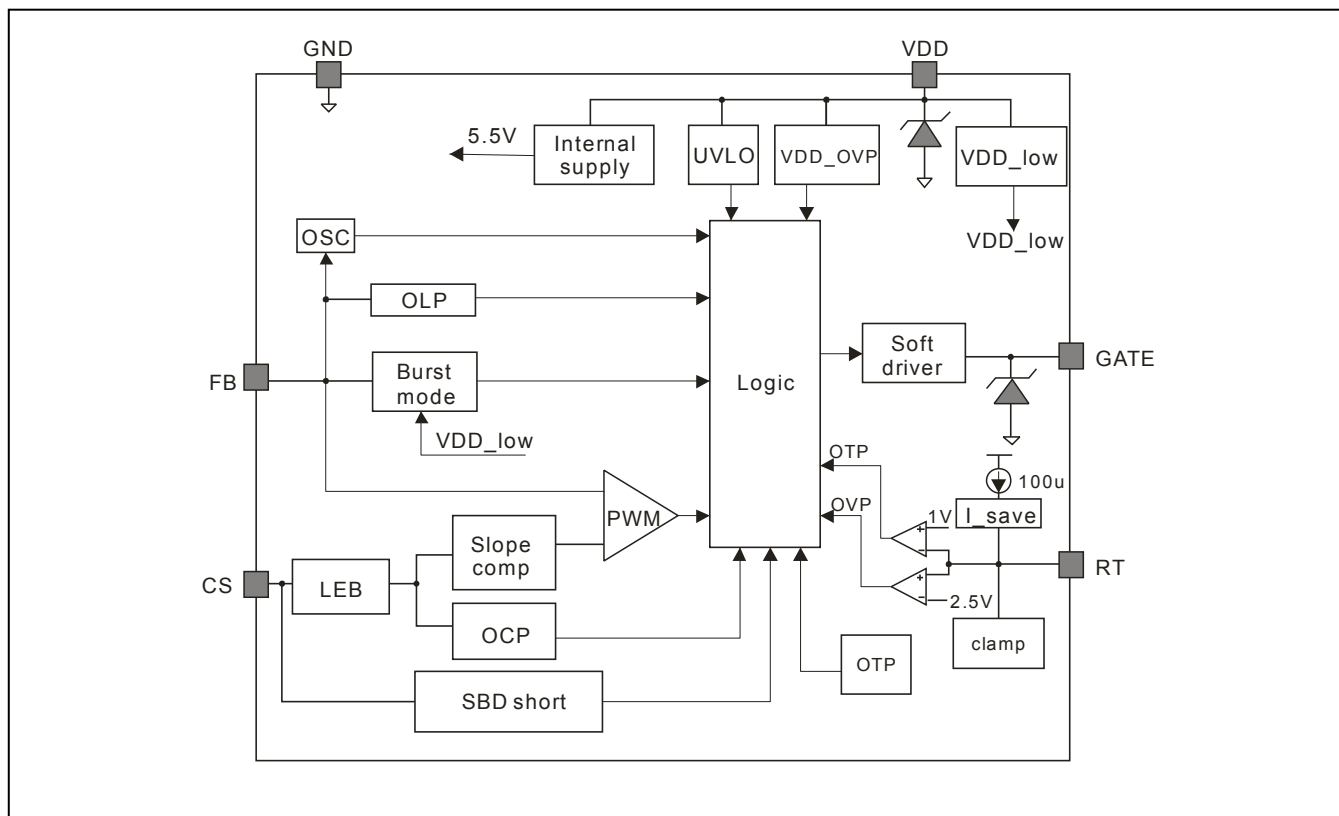 GND
VDD
5.5V
Internal
supply
UVLO
VDD_OVP
VDD_low
VDD_low
OSC
OLP
FB
Burst
mode
VDD_low
Logic
Soft
driver
GATE
OTP
100u
OVP
1V
I_save
+
-
PWM
RT
+
-
2.5V
CS
LEB
Slope
comp
OCP
clamp
OTP
SBD short